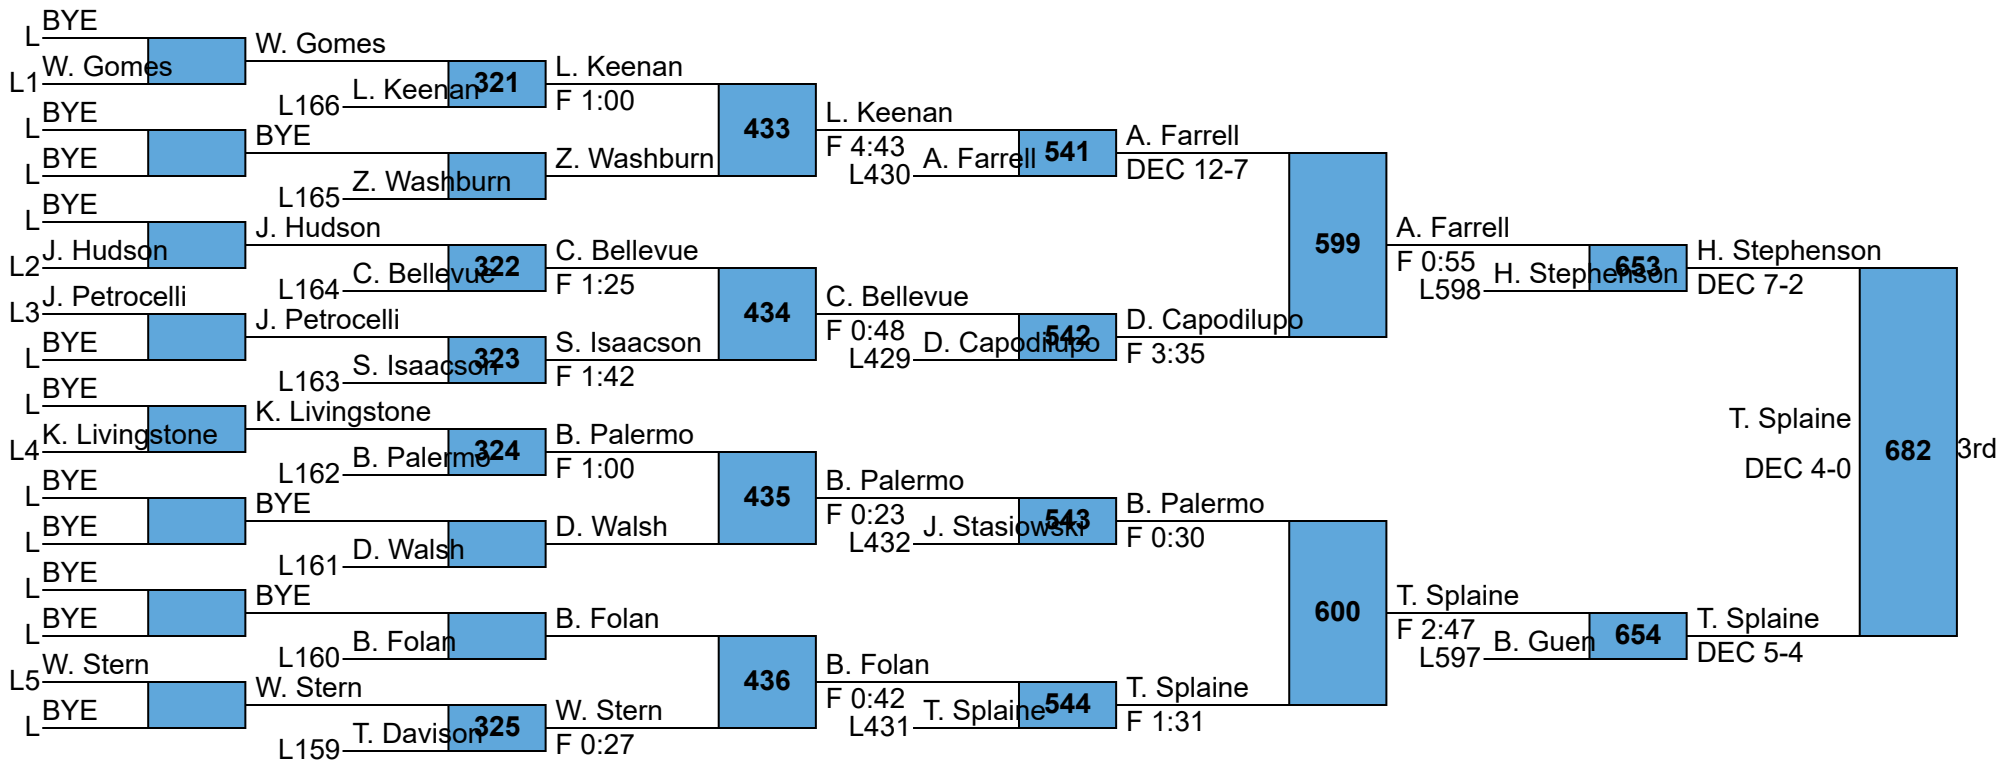 BYE
L
W. Gomes
L1
W. Gomes
L. Keenan
L166
321
L. Keenan
F 1:00
BYE
L
BYE
L
BYE
Z. Washburn
L165
Z. Washburn
433
L. Keenan
F 4:43
A. Farrell
L430
541
A. Farrell
DEC 12-7
BYE
L
J. Hudson
L2
J. Hudson
C. Bellevue
L164
322
C. Bellevue
F 1:25
J. Petrocelli
L3
BYE
L
J. Petrocelli
S. Isaacson
L163
323
S. Isaacson
F 1:42
434
C. Bellevue
F 0:48
D. Capodilupo
L429
542
D. Capodilupo
F 3:35
599
A. Farrell
F 0:55
H. Stephenson
L598
653
H. Stephenson
DEC 7-2
BYE
L
K. Livingstone
L4
K. Livingstone
B. Palermo
L162
324
B. Palermo
F 1:00
BYE
L
BYE
L
BYE
D. Walsh
L161
D. Walsh
435
B. Palermo
F 0:23
J. Stasiowski
L432
543
B. Palermo
F 0:30
BYE
L
BYE
L
BYE
B. Folan
L160
B. Folan
W. Stern
L5
BYE
L
W. Stern
T. Davison
L159
325
W. Stern
F 0:27
436
B. Folan
F 0:42
T. Splaine
L431
544
T. Splaine
F 1:31
600
T. Splaine
F 2:47
B. Guen
L597
654
T. Splaine
DEC 5-4
T. Splaine
DEC 4-0
682
3rd